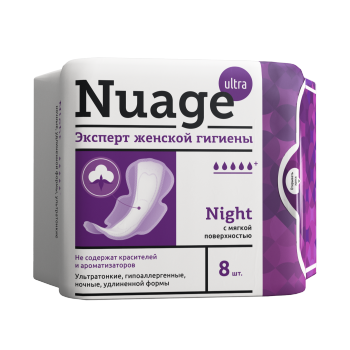 Nuage
ultra
Эксперт женской гигиены
Night
с мягкой
поверхностью
Не содержат красителей
и ароматизаторов
Ультратонкие, гипоаллергенные,
ночные, удлиненной формы
8 шт.